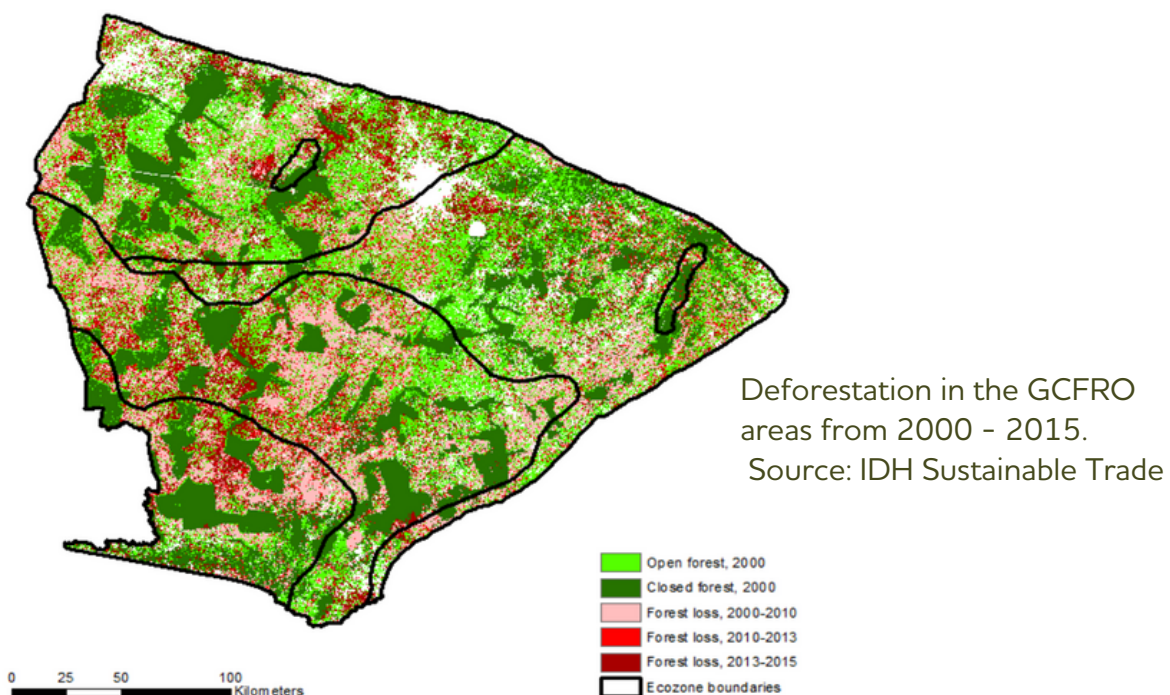 Deforestation in the GCFRO
areas from 2000 - 2015.
Source: IDH Sustainable Trade
Open forest, 2000
Closed forest, 2000
Forest loss, 2000-2010
Forest loss, 2010-2013
Forest loss, 2013-2015
Ecozone boundaries
0 25 50 100
Kilometers